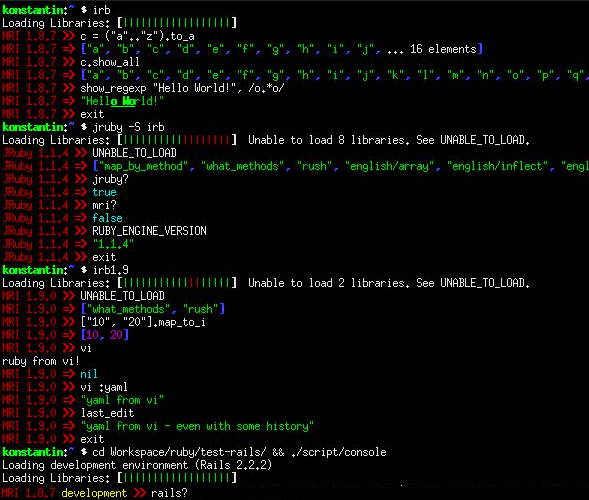 konstantin:~ $ irb
Loading Libraries: [||||||||||||||||||||]
MRI 1.8.7 >> c = ("a".."z").to_a
MRI 1.8.7 => ["a", "b", "c", "d", "e", "f", "g", "h", "i", "j", ... 16 elements]
MRI 1.8.7 >> c.show_all
MRI 1.8.7 => ["a", "b", "c", "d", "e", "f", "g", "h", "i", "j", "k", "l", "m", "n", "o", "p", "q",
MRI 1.8.7 >> show_regexp "Hello World!", /o.*o/
MRI 1.8.7 => "Hello World!"
MRI 1.8.7 >> exit
konstantin:~ $ jruby -S irb
Loading Libraries: [||||||||||||||||||||] Unable to load 8 libraries. See UNABLE_TO_LOAD.
JRuby 1.1.4 >> UNABLE_TO_LOAD
JRuby 1.1.4 => ["map_by_method", "what_methods", "rush", "english/array", "english/inflect", "engl
JRuby 1.1.4 >> jruby?
JRuby 1.1.4 => true
JRuby 1.1.4 >> mri?
JRuby 1.1.4 => false
JRuby 1.1.4 >> RUBY_ENGINE_VERSION
JRuby 1.1.4 => "1.1.4"
JRuby 1.1.4 >> exit
konstantin:~ $ irb1.9
Loading Libraries: [||||||||||||||||||||] Unable to load 2 libraries. See UNABLE_TO_LOAD.
MRI 1.9.0 >> UNABLE_TO_LOAD
MRI 1.9.0 => ["what_methods", "rush"]
MRI 1.9.0 >> ["10", "20"].map_to_i
MRI 1.9.0 => [10, 20]
MRI 1.9.0 >> vi
ruby from vi!
MRI 1.9.0 => nil
MRI 1.9.0 >> vi :yaml
MRI 1.9.0 => "yaml from vi"
MRI 1.9.0 >> last_edit
MRI 1.9.0 => "yaml from vi - even with some history"
MRI 1.9.0 >> exit
konstantin:~ $ cd Workspace/ruby/test-rails/ && ./script/console
Loading development environment (Rails 2.2.2)
Loading Libraries: [||||||||||||||||||||]
MRI 1.8.7 development >> rails?